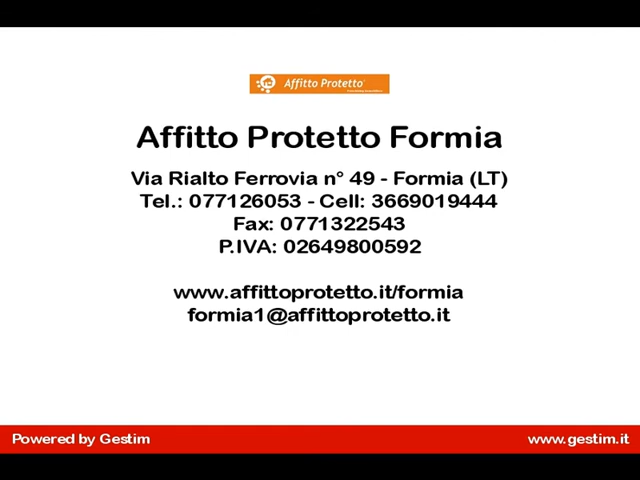 Affitto Protetto
Affitto Protetto Formia
Via Rialto Ferrovia n° 49 - Formia (LT)
Tel.: 077126053 - Cell: 3669019444
Fax: 0771322543
P.IVA: 02649800592
www.affittoprotetto.it/formia
formia1@affittoprotetto.it
Powered by Gestim
www.gestim.it